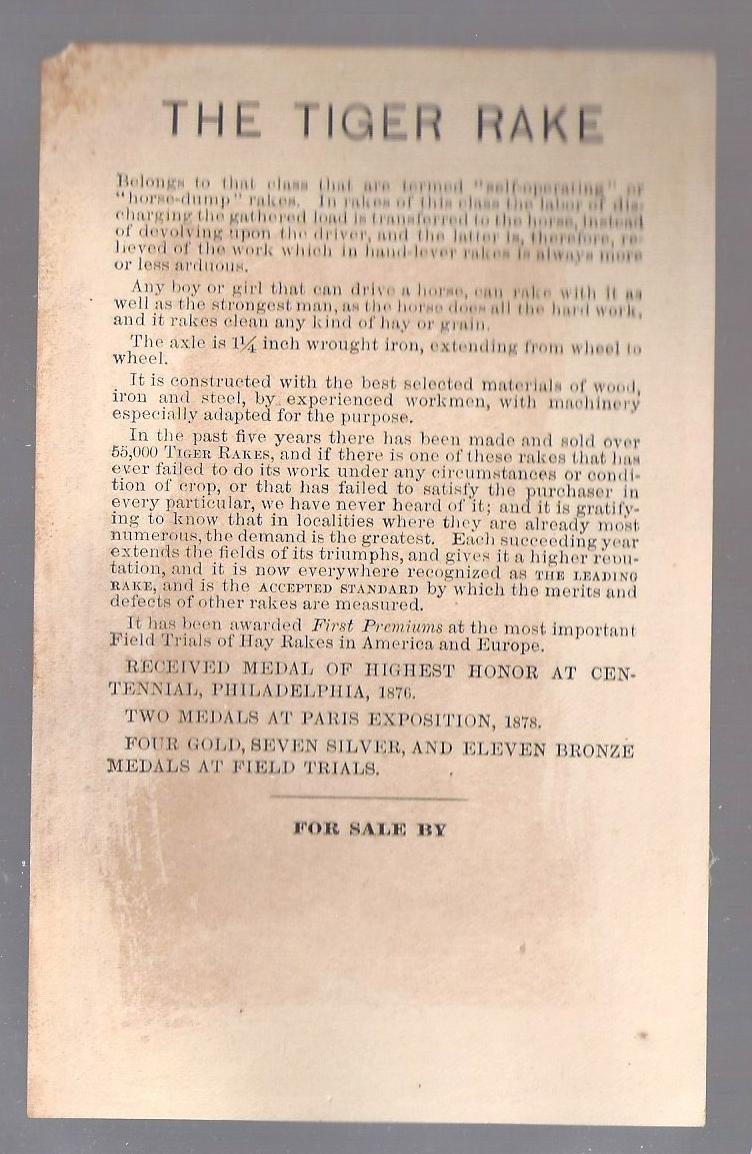 THE TIGER RAKE
Belongs to that class that are termed "self-operating" or
"horse-dump" rakes. In rakes of this class the labor of dis-
charging the gathered load is transferred to the horse, instead
of devolving upon the driver, and the latter is, therefore, re-
lieved of the work which in hand-lever rakes is always more
or less arduous.
Any boy or girl that can drive a horse, can rake with it as
well as the strongest man, as the horse does all the hard work,
and it rakes clean any kind of hay or grain.
The axle is 1¼ inch wrought iron, extending from wheel to
wheel.
It is constructed with the best selected materials of wood,
iron and steel, by experienced workmen, with machinery
especially adapted for the purpose.
In the past five years there has been made and sold over
55,000 TIGER RAKES, and if there is one of these rakes that has
ever failed to do its work under any circumstances or condi-
tion of crop, or that has failed to satisfy the purchaser in
every particular, we have never heard of it; and it is gratify-
ing to know that in localities where they are already most
numerous, the demand is the greatest. Each succeeding year
extends the fields of its triumphs, and gives it a higher repu-
tation, and it is now everywhere recognized as THE LEADING
RAKE, and is the ACCEPTED STANDARD by which the merits and
defects of other rakes are measured.
It has been awarded First Premiums at the most important
Field Trials of Hay Rakes in America and Europe.
RECEIVED MEDAL OF HIGHEST HONOR AT CEN-
TENNIAL, PHILADELPHIA, 1876.
TWO MEDALS AT PARIS EXPOSITION, 1878.
FOUR GOLD, SEVEN SILVER, AND ELEVEN BRONZE
MEDALS AT FIELD TRIALS.
FOR SALE BY